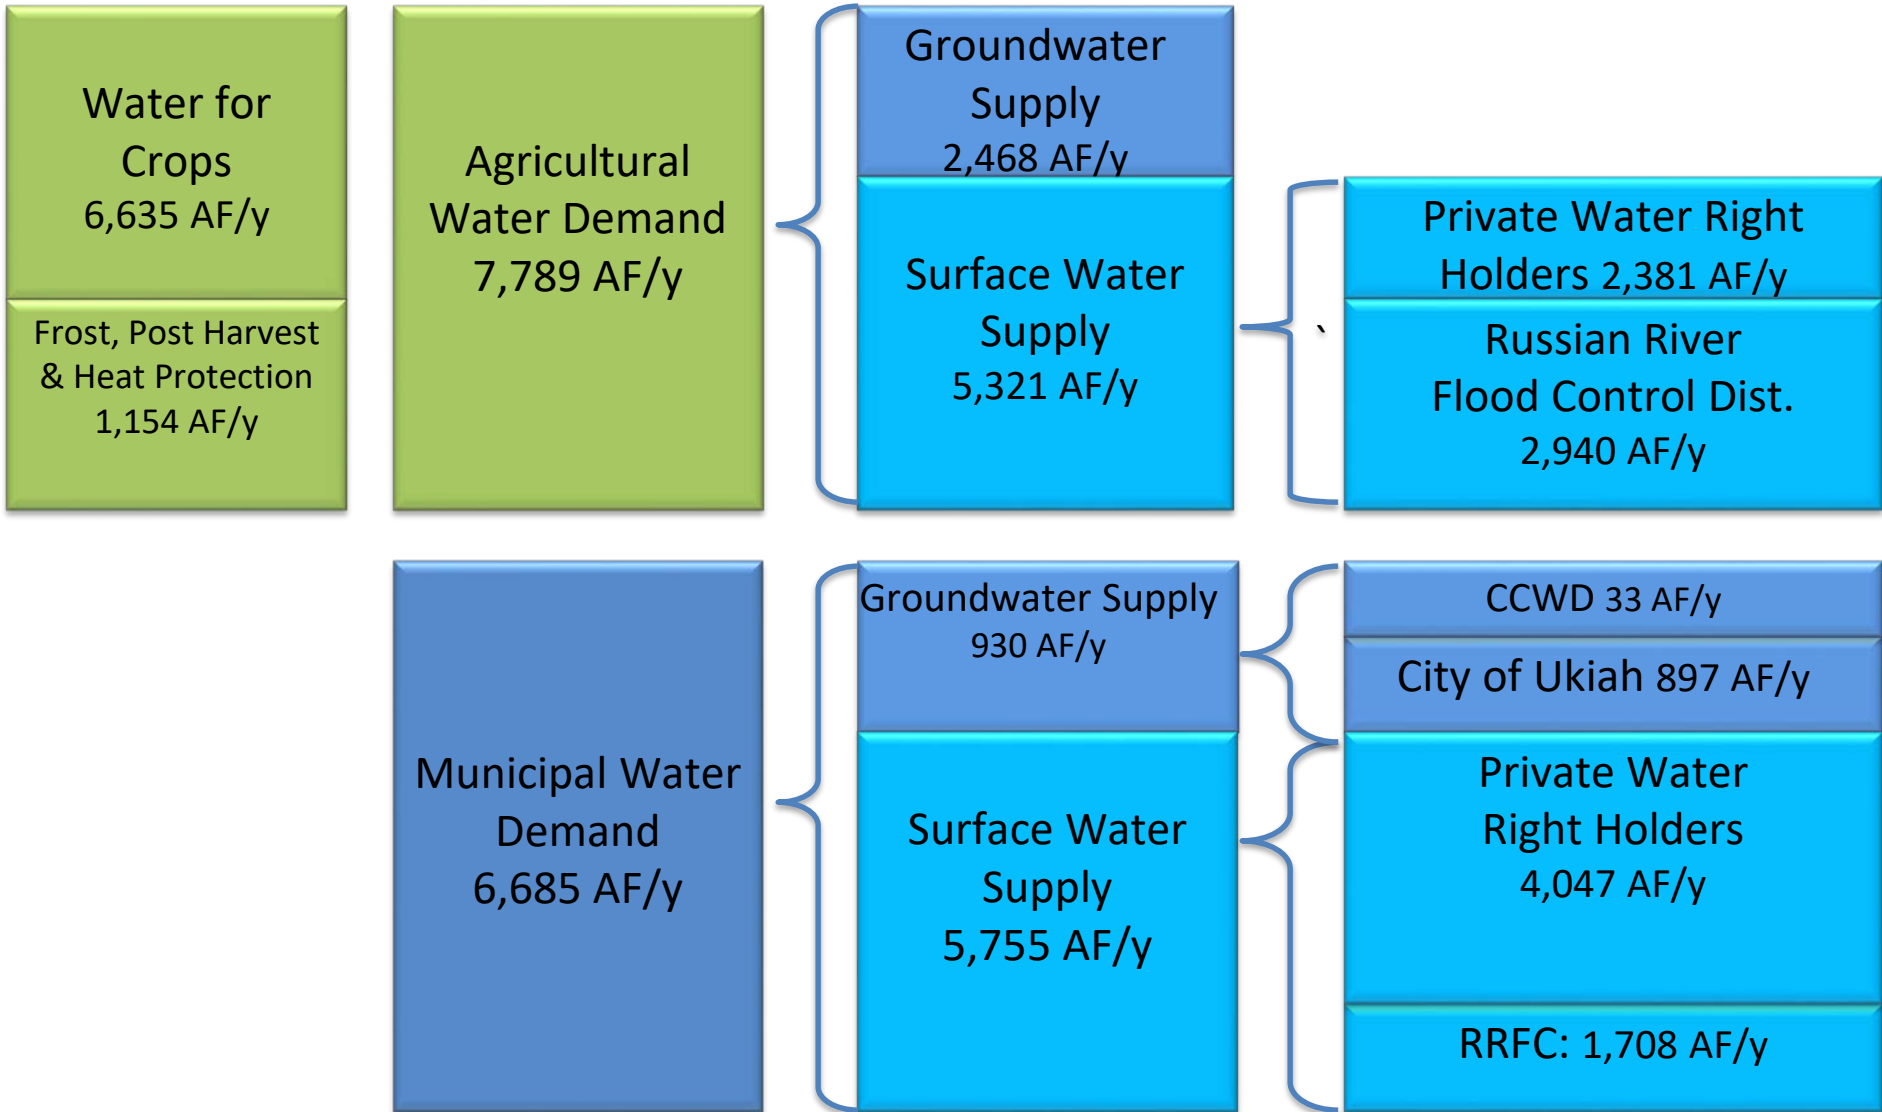 Water for
Crops
6,635 AF/y
Frost, Post Harvest
& Heat Protection
1,154 AF/y
Agricultural
Water Demand
7,789 AF/y
Groundwater
Supply
2,468 AF/y
Surface Water
Supply
5,321 AF/y
`
Private Water Right
Holders 2,381 AF/y
Russian River
Flood Control Dist.
2,940 AF/y
Municipal Water
Demand
6,685 AF/y
Groundwater Supply
930 AF/y
Surface Water
Supply
5,755 AF/y
CCWD 33 AF/y
City of Ukiah 897 AF/y
Private Water
Right Holders
4,047 AF/y
RRFC: 1,708 AF/y